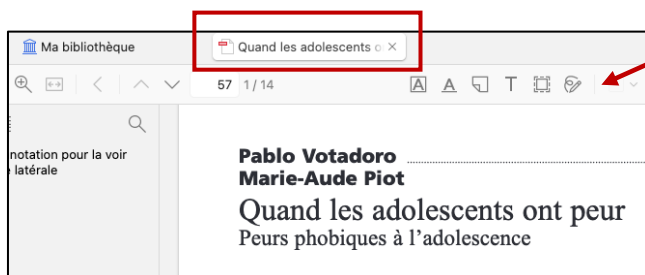 Ma bibliothèque
Quand les adolescents o
57 1 / 14
A A T
notation pour la voir
latérale
Pablo Votadoro
Marie-Aude Piot
Quand les adolescents ont peur
Peurs phobiques à l'adolescence